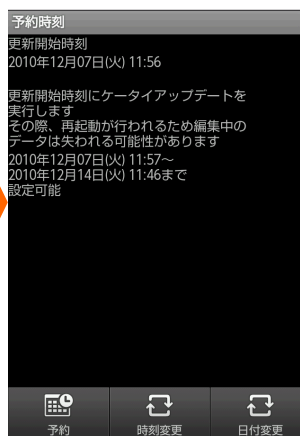 予約時刻
更新開始時刻
2010年12月07日(火) 11:56
更新開始時刻にケータイアップデートを
実行します
その際、再起動が行われるため編集中の
データは失われる可能性があります
2010年12月07日(火) 11:57～
2010年12月14日(火) 11:46まで
設定可能
予約
時刻変更
日付変更